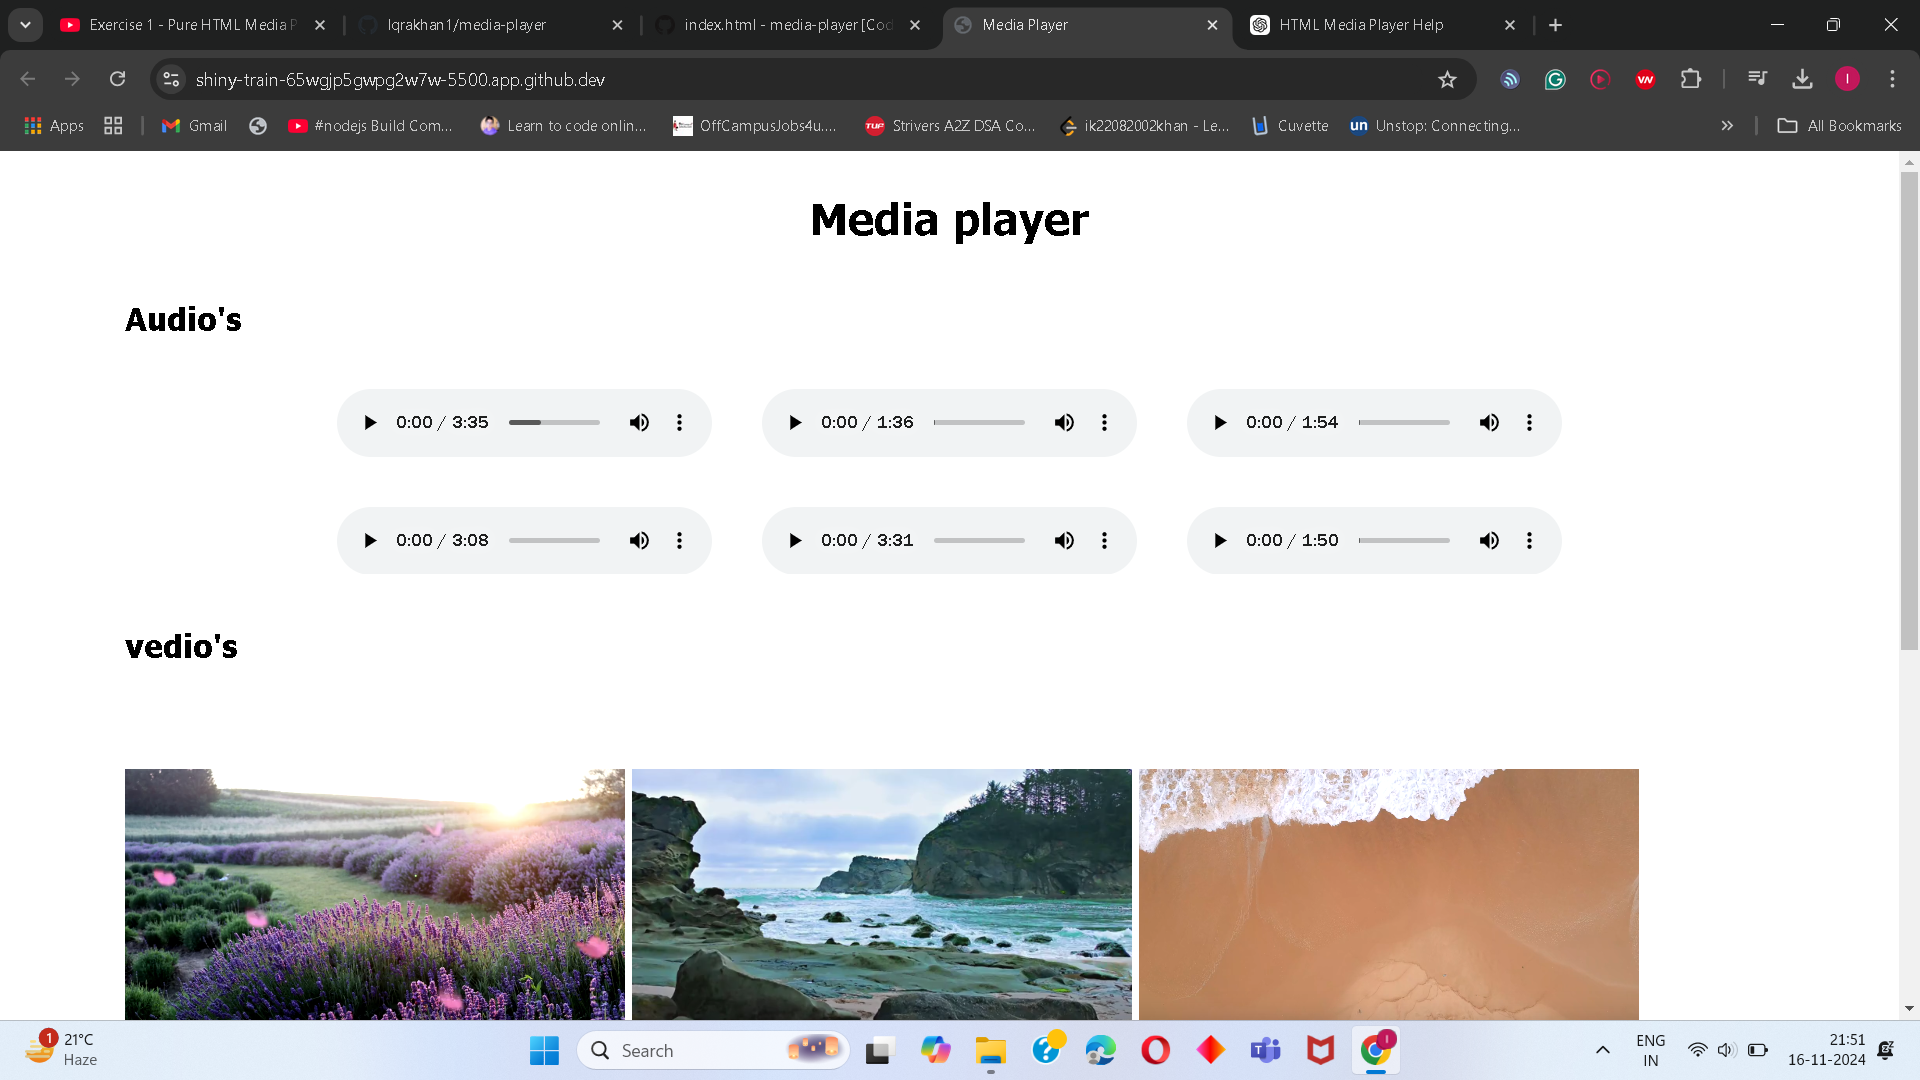 Exercise 1 - Pure HTML Media P
Iqrakhan1/media-player
index.html - media-player [Cod
Media Player
HTML Media Player Help
shiny-train-65wgjp5gwpg2w7w-5500.app.github.dev
I
Apps
Gmail
#nodejs Build Com...
Learn to code onlin...
OffCampusJobs4u....
TUF
Strivers A2Z DSA Co...
ik22082002khan - Le...
Cuvette
un
Unstop: Connecting...
All Bookmarks
Media player
Audio's
0:00 / 3:35
0:00 / 1:36
0:00 / 1:54
0:00 / 3:08
0:00 / 3:31
0:00 / 1:50
vedio's
1
21°C
Haze
Search
I
ENG
IN
21:51
16-11-2024